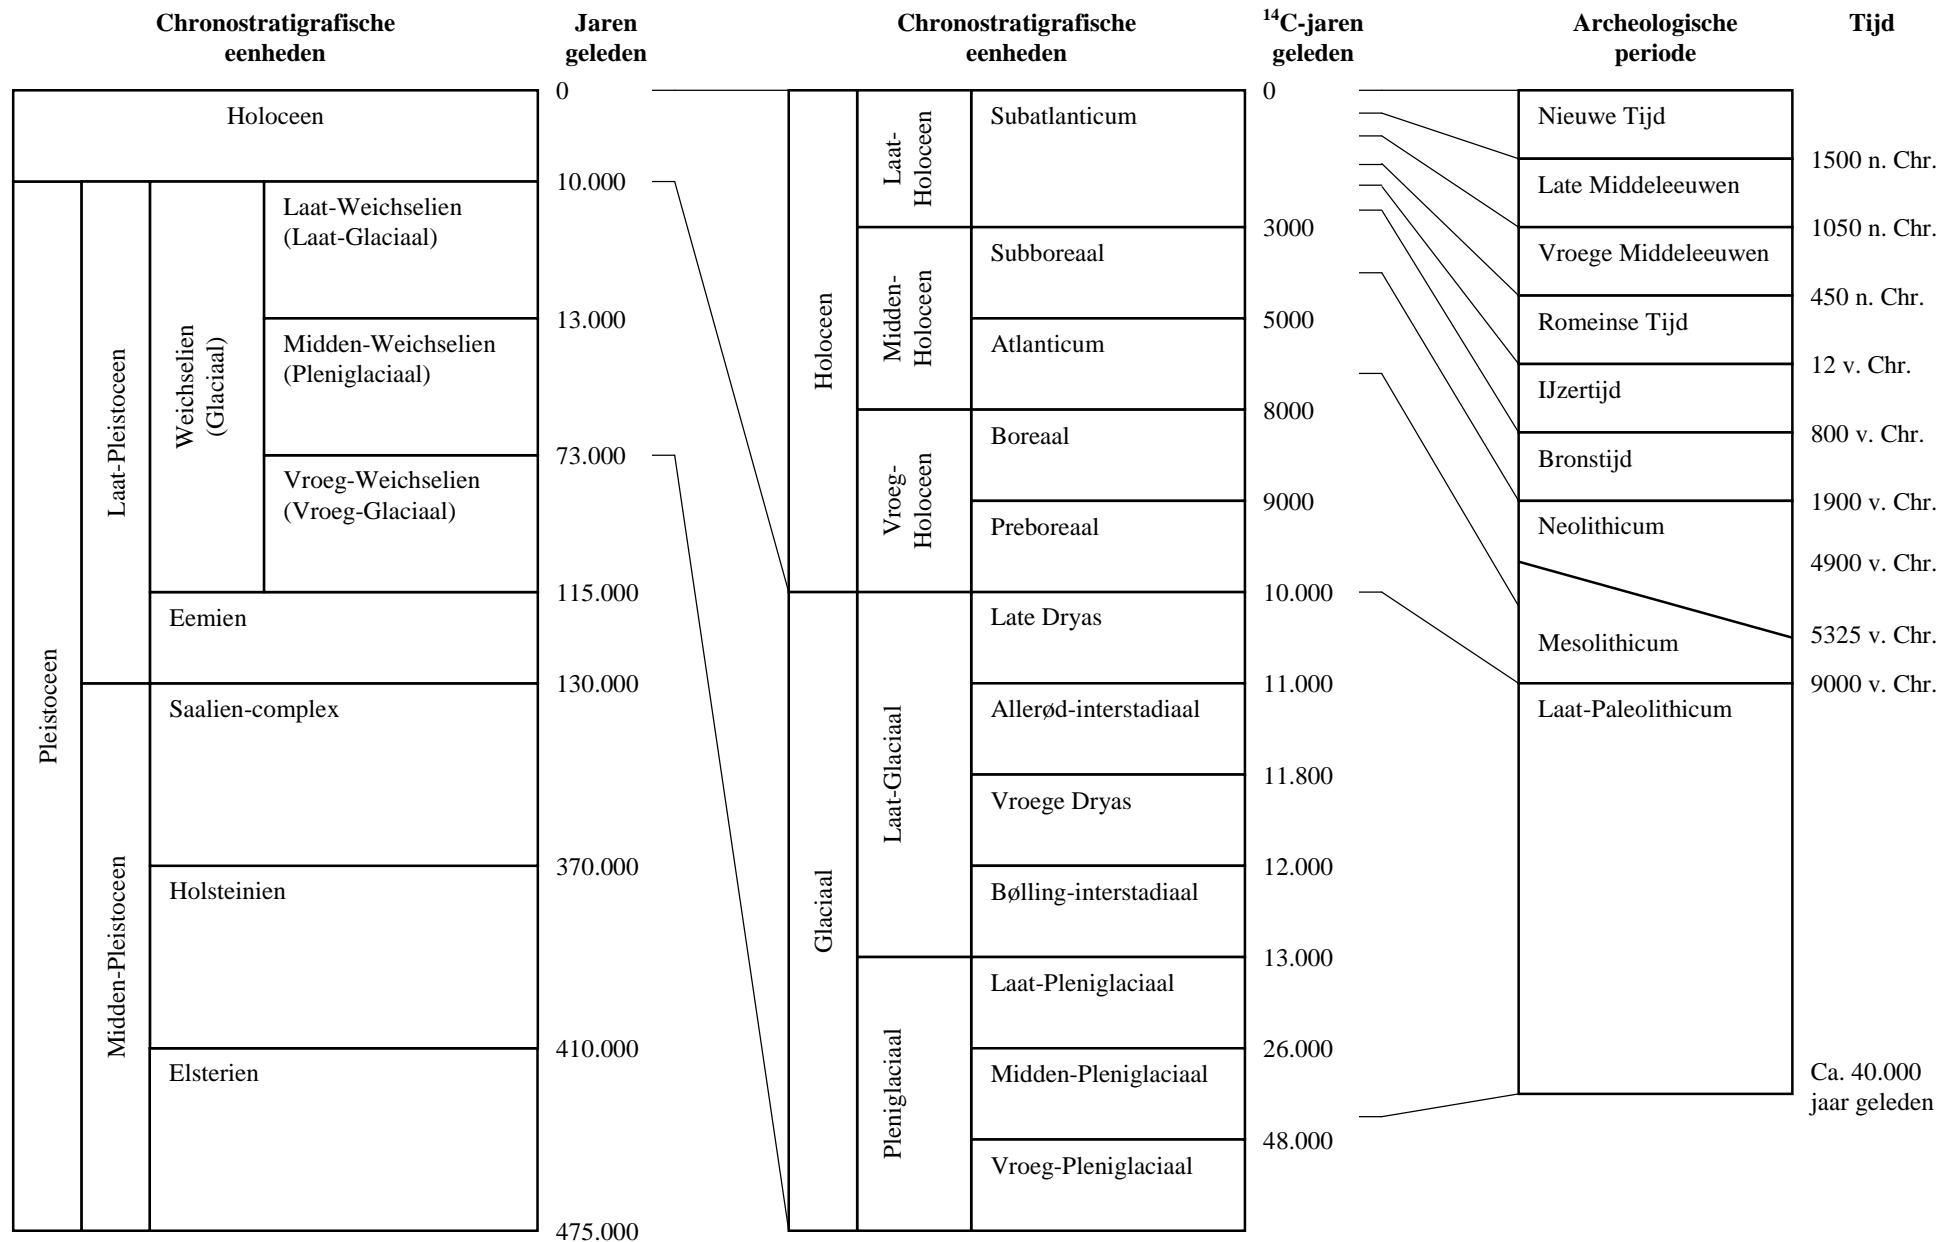 Chronostratigrafische
eenheden
Jaren
geleden
0
Holoceen
10.000
Pleistoceen
Laat-Pleistoceen
Weichselien
(Glaciaal)
Laat-Weichselien
(Laat-Glaciaal)
13.000
Midden-Weichselien
(Pleniglaciaal)
73.000
Vroeg-Weichselien
(Vroeg-Glaciaal)
115.000
Eemien
130.000
Midden-Pleistoceen
Saalien-complex
370.000
Holsteinien
410.000
Elsterien
475.000
Chronostratigrafische
eenheden
14C-jaren
geleden
0
Holoceen
Laat-
Holoceen
Subatlanticum
3000
Midden-
Holoceen
Subboreaal
5000
Atlanticum
8000
Vroeg-
Holoceen
Boreaal
9000
Preboreaal
10.000
Glaciaal
Laat-Glaciaal
Late Dryas
11.000
Allerød-interstadiaal
11.800
Vroege Dryas
12.000
Bølling-interstadiaal
13.000
Pleniglaciaal
Laat-Pleniglaciaal
26.000
Midden-Pleniglaciaal
48.000
Vroeg-Pleniglaciaal
Archeologische
periode
Tijd
Nieuwe Tijd
1500 n. Chr.
Late Middeleeuwen
1050 n. Chr.
Vroege Middeleeuwen
450 n. Chr.
Romeinse Tijd
12 v. Chr.
IJzertijd
800 v. Chr.
Bronstijd
1900 v. Chr.
Neolithicum
4900 v. Chr.
5325 v. Chr.
Mesolithicum
9000 v. Chr.
Laat-Paleolithicum
Ca. 40.000
jaar geleden